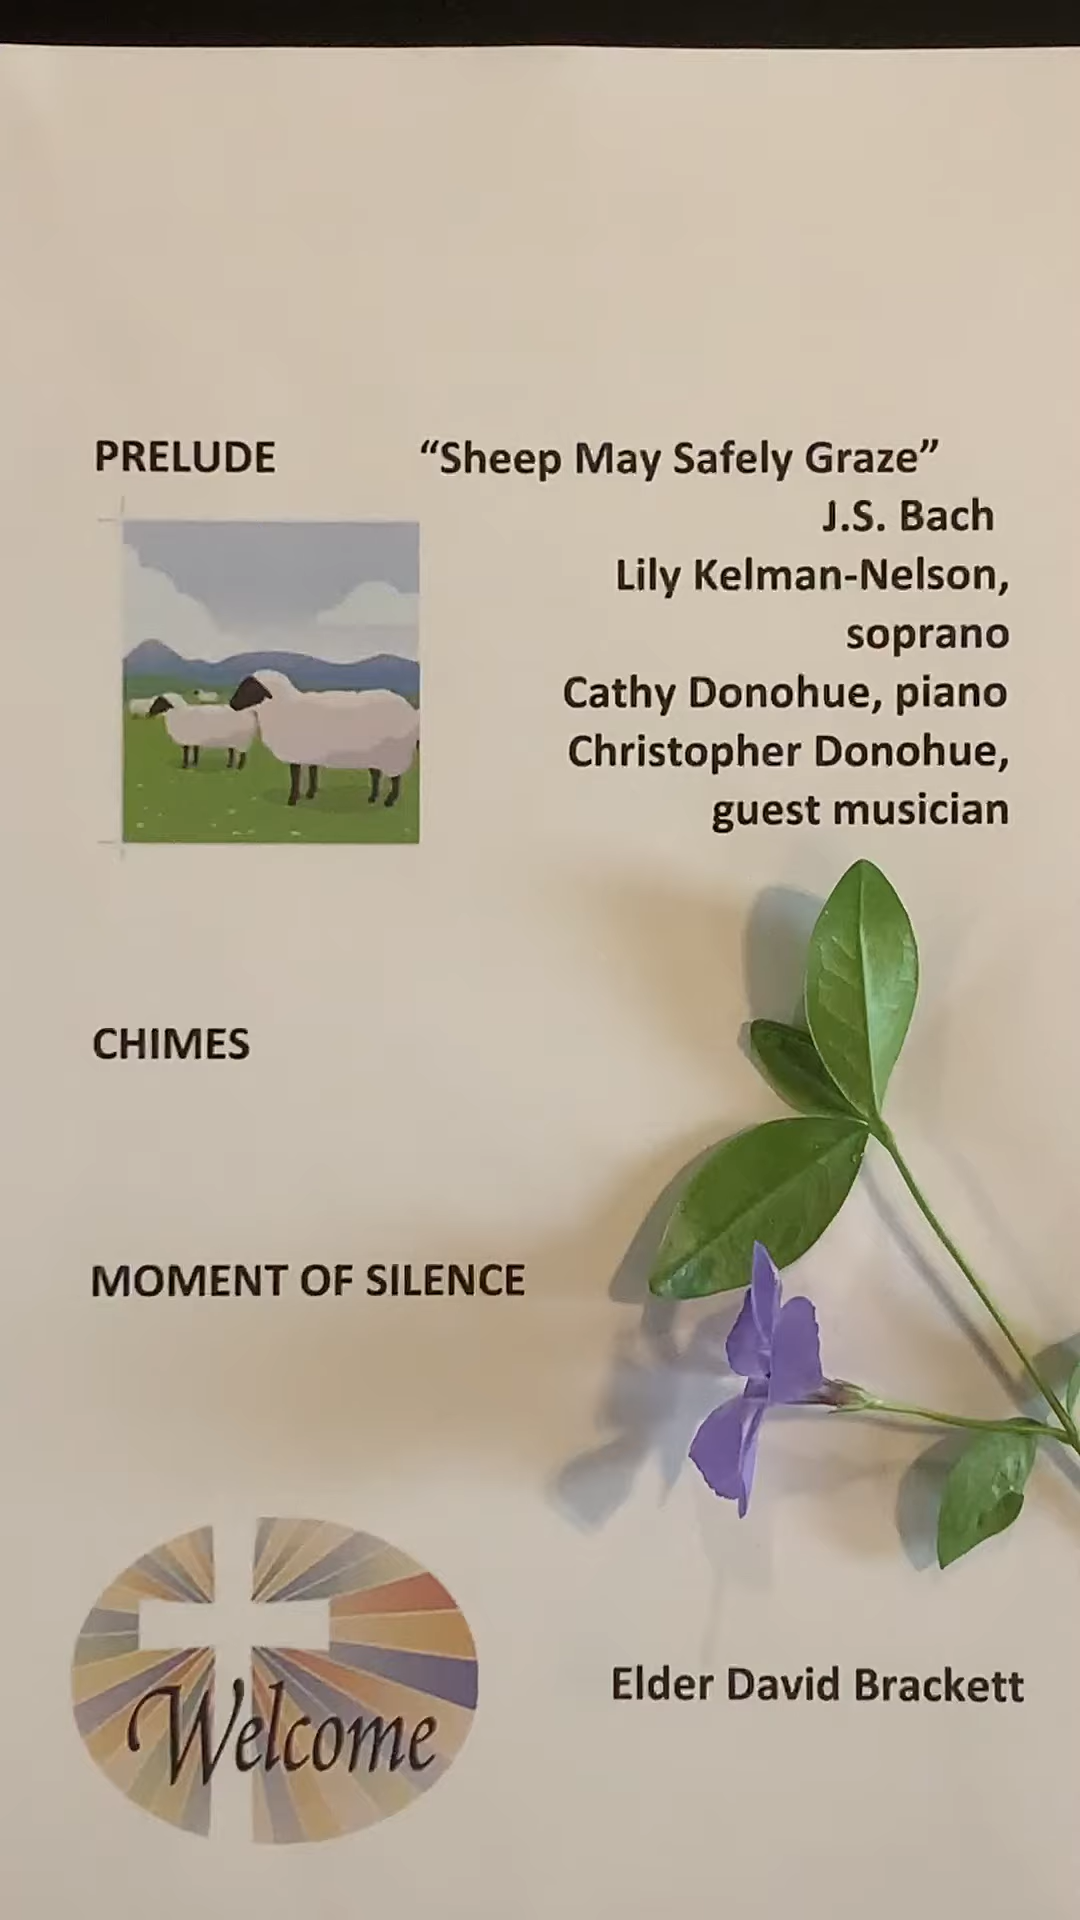 PRELUDE “Sheep May Safely Graze”
J.S. Bach
Lily Kelman-Nelson,
soprano
Cathy Donohue, piano
Christopher Donohue,
guest musician
CHIMES
MOMENT OF SILENCE
Welcome
Elder David Brackett